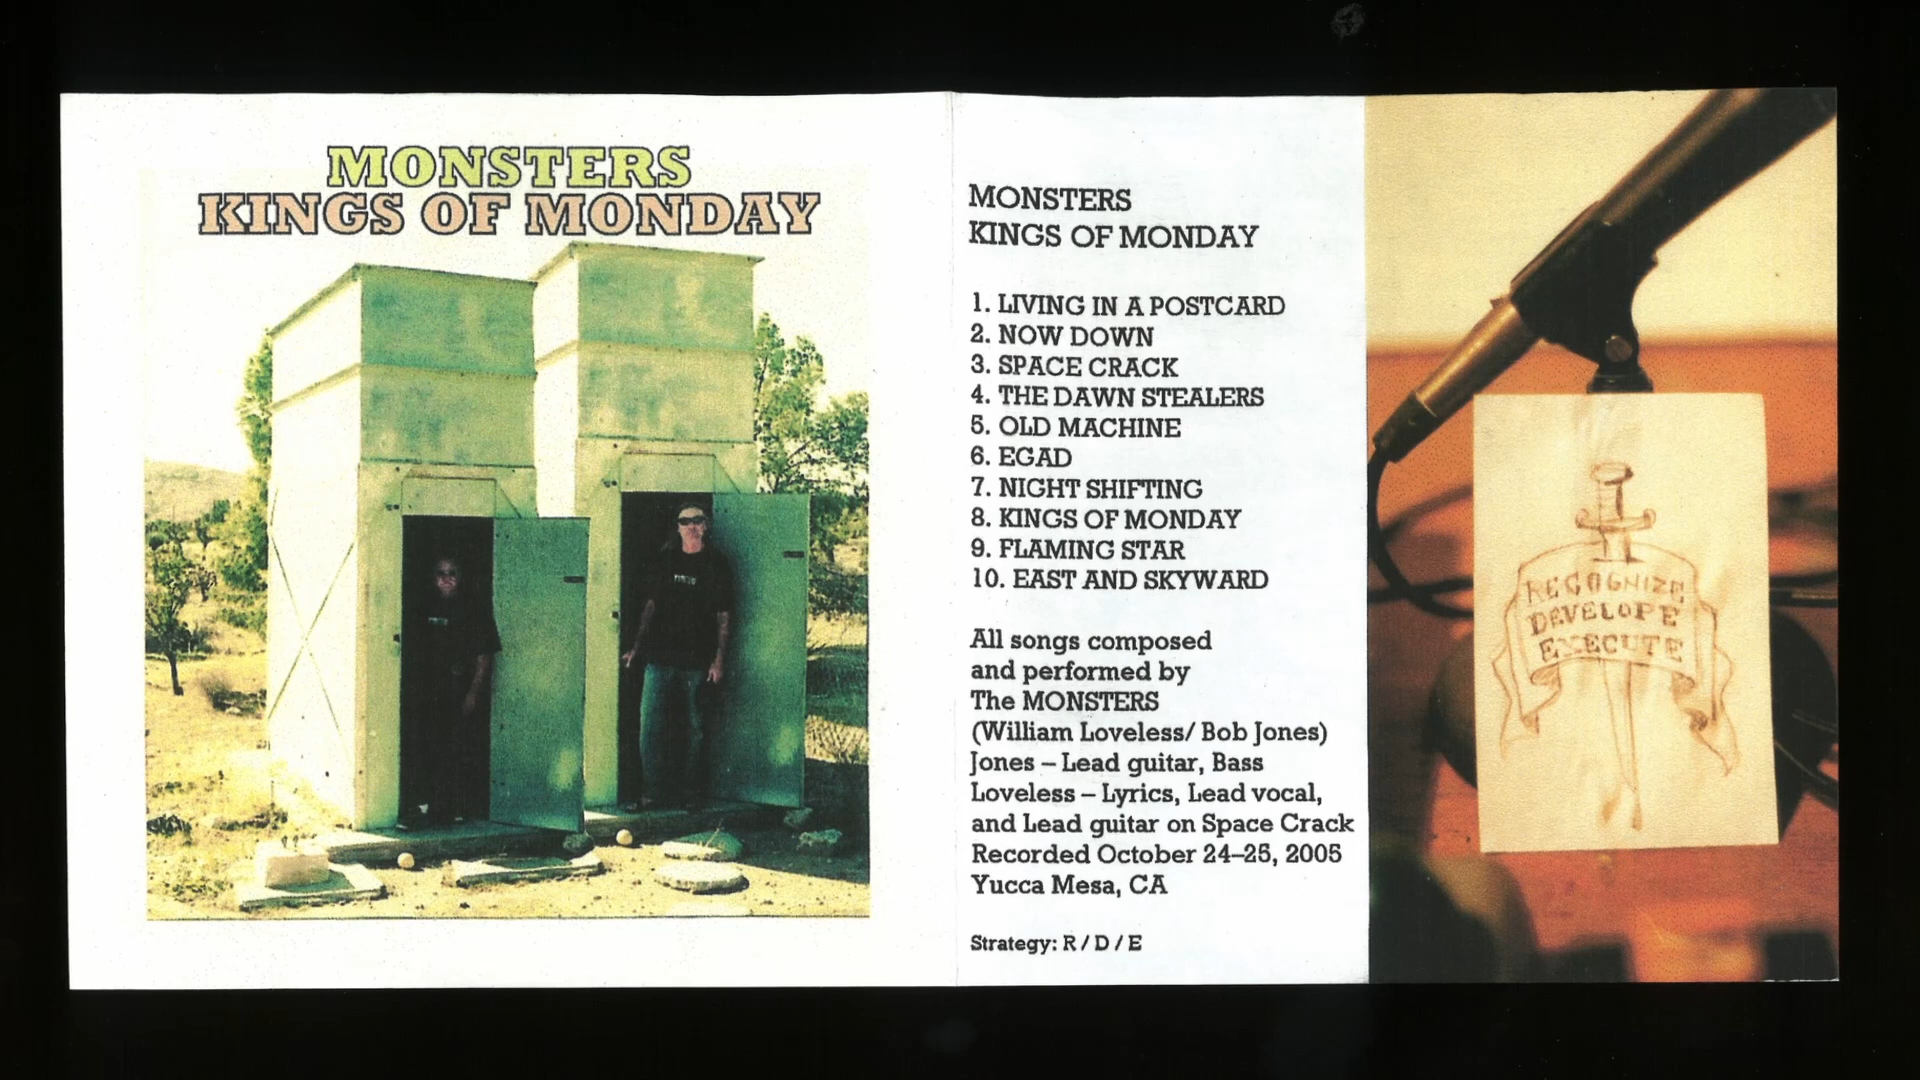 MONSTERS
KINGS OF MONDAY
MONSTERS
KINGS OF MONDAY
1. LIVING IN A POSTCARD
2. NOW DOWN
3. SPACE CRACK
4. THE DAWN STEALERS
5. OLD MACHINE
6. EGAD
7. NIGHT SHIFTING
8. KINGS OF MONDAY
9. FLAMING STAR
10. EAST AND SKYWARD
All songs composed
and performed by
The MONSTERS
(William Loveless/ Bob Jones)
Jones – Lead guitar, Bass
Loveless – Lyrics, Lead vocal,
and Lead guitar on Space Crack
Recorded October 24–25, 2005
Yucca Mesa, CA
Strategy: R / D / E
RECOGNIZE
DEVELOPE
EXECUTE